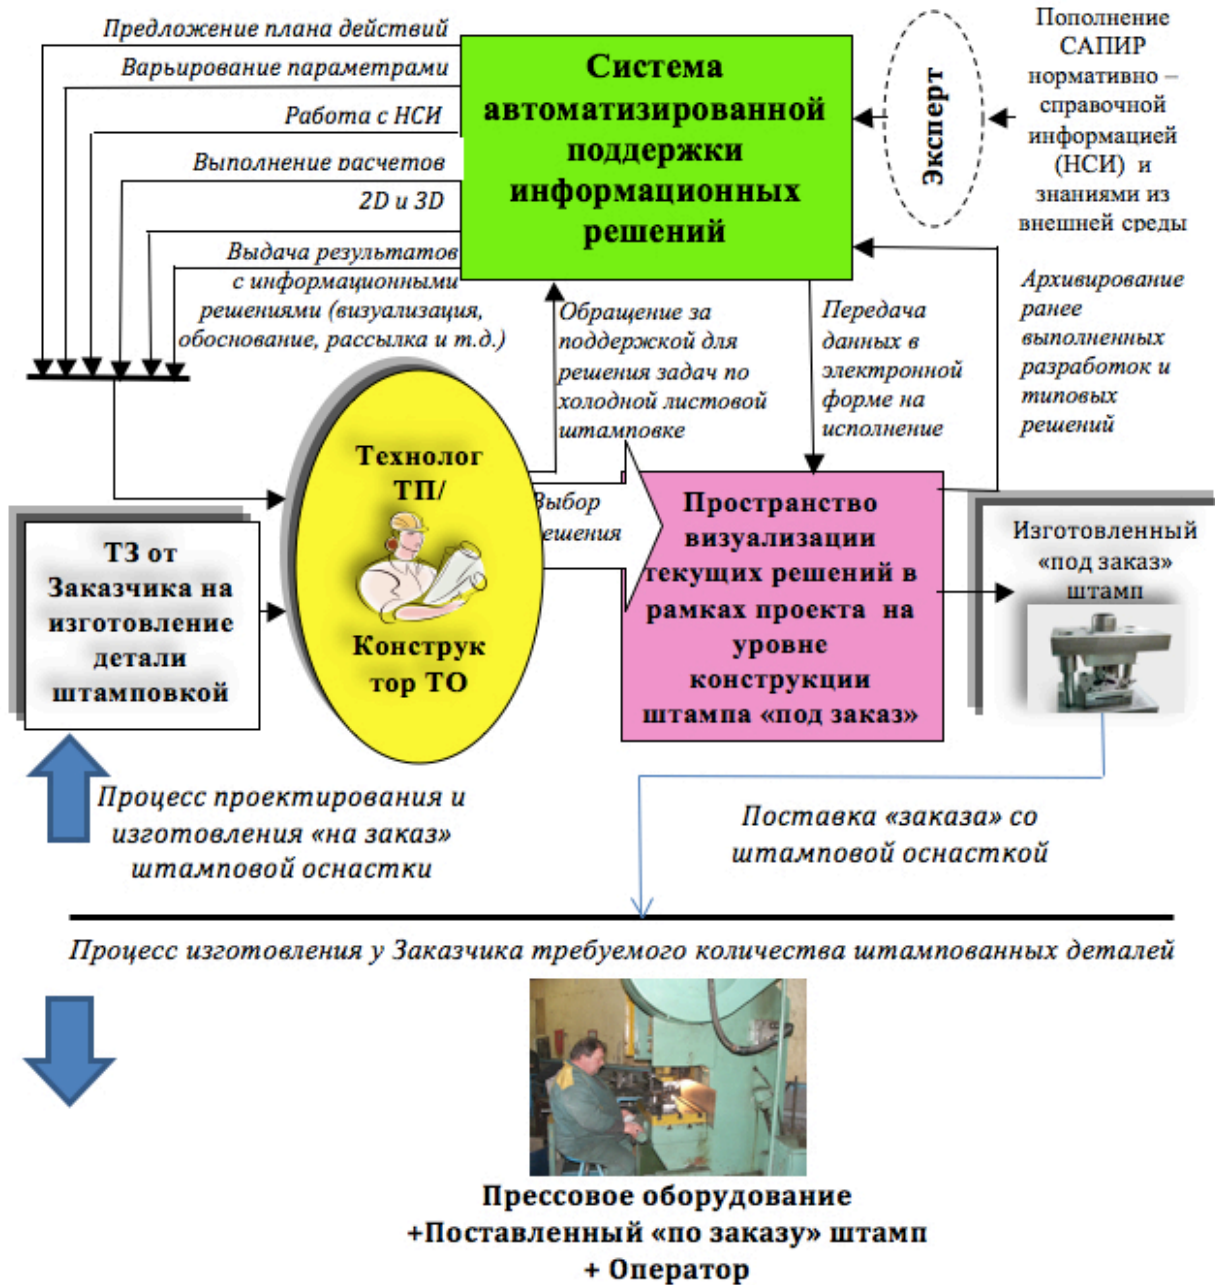 Предложение плана действий
Варьирование параметрами
Работа с НСИ
Выполнение расчетов
2D и 3D
Выдача результатов
с информационными
решениями (визуализация,
обоснование, рассылка и т.д.)
Система
автоматизированной
поддержки
информационных
решений
Эксперт
Пополнение
САПИР
нормативно –
справочной
информацией
(НСИ) и
знаниями из
внешней среды
Обращение за
поддержкой для
решения задач по
холодной листовой
штамповке
Передача
данных в
электронной
форме на
исполнение
Архивирование
ранее
выполненных
разработок и
типовых
решений
ТЗ от
Заказчика на
изготовление
детали
штамповкой
Технолог
ТП/
Конструк
тор ТО
Выбор
решения
Пространство
визуализации
текущих решений в
рамках проекта на
уровне
конструкции
штампа «под заказ»
Изготовленный
«под заказ»
штамп
Процесс проектирования и
изготовления «на заказ»
штамповой оснастки
Поставка «заказа» со
штамповой оснасткой
Процесс изготовления у Заказчика требуемого количества штампованных деталей
Прессовое оборудование
+Поставленный «по заказу» штамп
+ Оператор